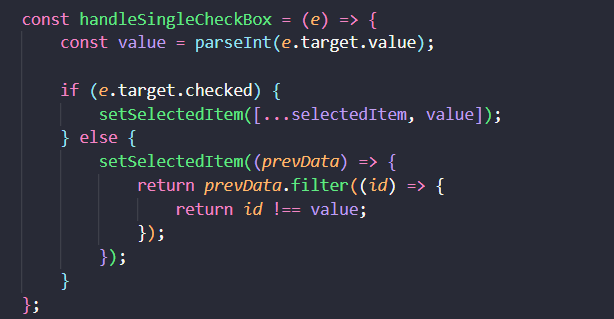 const handleSingleCheckBox = (e) => {
    const value = parseInt(e.target.value);

    if (e.target.checked) {
        setSelectedItem([...selectedItem, value]);
    } else {
        setSelectedItem((prevData) => {
            return prevData.filter((id) => {
                return id !== value;
            });
        });
    }
};